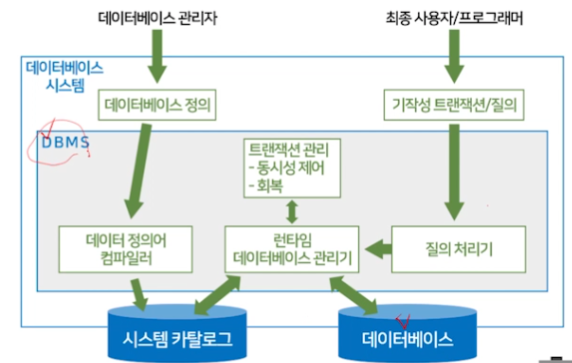 데이터베이스 관리자
최종 사용자/프로그래머
데이터베이스
시스템
데이터베이스 정의
기작성 트랜잭션/질의
DBMS
트랜잭션 관리
- 동시성 제어
- 회복
데이터 정의어
컴파일러
런타임
데이터베이스 관리기
질의 처리기
시스템 카탈로그
데이터베이스